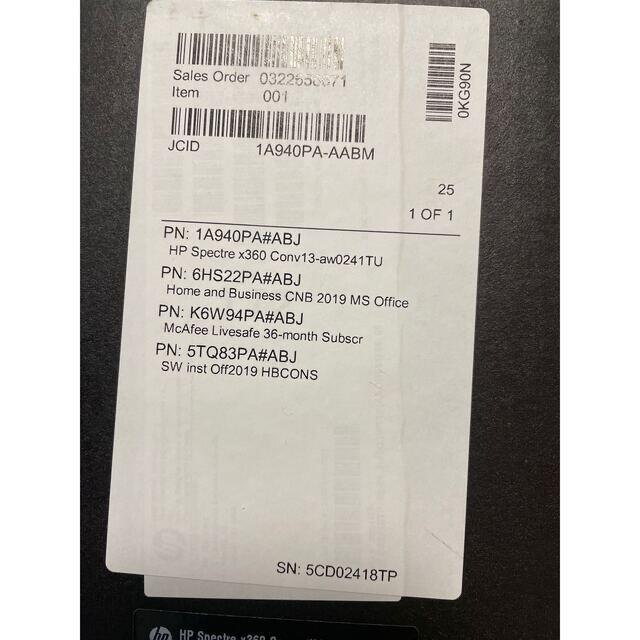 Sales Order
Item 001
JCID 1A940PA-AABM
0KG90N
25
1 OF 1
PN: 1A940PA#ABJ
HP Spectre x360 Conv13-aw0241TU
PN: 6HS22PA#ABJ
Home and Business CNB 2019 MS Office
PN: K6W94PA#ABJ
McAfee Livesafe 36-month Subscr
PN: 5TQ83PA#ABJ
SW inst Off2019 HBCONS
SN: 5CD02418TP
hp HP Spectre x360